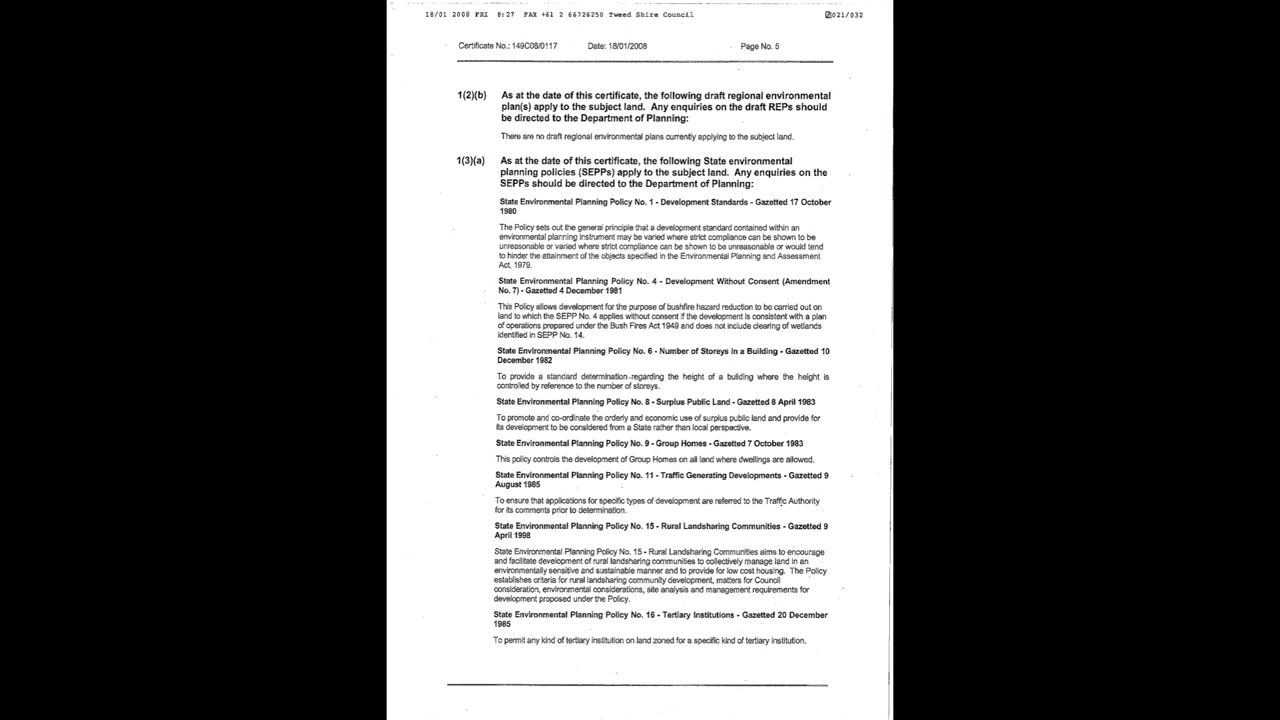 18/01 2008 FRI 8:27 FAX +61 2 66726250 Tweed Shire Council 021/032
Certificate No.: 149C08/0117 Date: 18/01/2008 Page No. 5
1(2)(b) As at the date of this certificate, the following draft regional environmental
plan(s) apply to the subject land. Any enquiries on the draft REPs should
be directed to the Department of Planning:
There are no draft regional environmental plans currently applying to the subject land.
1(3)(a) As at the date of this certificate, the following State environmental
planning policies (SEPPs) apply to the subject land. Any enquiries on the
SEPPs should be directed to the Department of Planning:
State Environmental Planning Policy No. 1 - Development Standards - Gazetted 17 October
1980
The Policy sets out the general principle that a development standard contained within an
environmental planning instrument may be varied where strict compliance can be shown to be
unreasonable or varied where strict compliance can be shown to be unreasonable or would tend
to hinder the attainment of the objects specified in the Environmental Planning and Assessment
Act, 1979.
State Environmental Planning Policy No. 4 - Development Without Consent (Amendment
No. 7) - Gazetted 4 December 1981
This Policy allows development for the purpose of bushfire hazard reduction to be carried out on
land to which the SEPP No. 4 applies without consent if the development is consistent with a plan
of operations prepared under the Bush Fires Act 1949 and does not include clearing of wetlands
identified in SEPP No. 14.
State Environmental Planning Policy No. 6 - Number of Storeys in a Building - Gazetted 10
December 1982
To provide a standard determination regarding the height of a building where the height is
controlled by reference to the number of storeys.
State Environmental Planning Policy No. 8 - Surplus Public Land - Gazetted 8 April 1983
To promote and co-ordinate the orderly and economic use of surplus public land and provide for
its development to be considered from a State rather than local perspective.
State Environmental Planning Policy No. 9 - Group Homes - Gazetted 7 October 1983
This policy controls the development of Group Homes on all land where dwellings are allowed.
State Environmental Planning Policy No. 11 - Traffic Generating Developments - Gazetted 9
August 1985
To ensure that applications for specific types of development are referred to the Traffic Authority
for its comments prior to determination.
State Environmental Planning Policy No. 15 - Rural Landsharing Communities - Gazetted 9
April 1998
State Environmental Planning Policy No. 15 - Rural Landsharing Communities aims to encourage
and facilitate development of rural landsharing communities to collectively manage land in an
environmentally sensitive and sustainable manner and to provide for low cost housing. The Policy
establishes criteria for rural landsharing community development, matters for Council
consideration, environmental considerations, site analysis and management requirements for
development proposed under the Policy.
State Environmental Planning Policy No. 16 - Tertiary Institutions - Gazetted 20 December
1985
To permit any kind of tertiary institution on land zoned for a specific kind of tertiary institution.